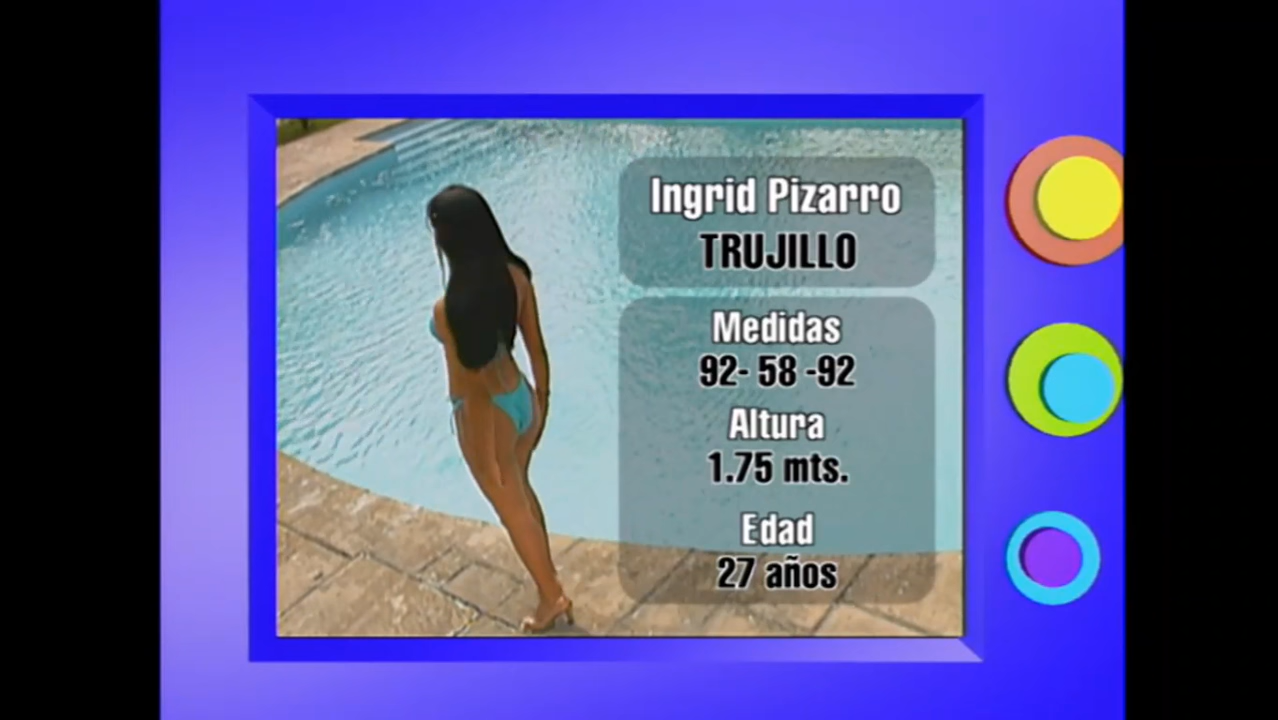 Ingrid Pizarro
TRUJILLO
Medidas
92- 58 -92
Altura
1.75 mts.
Edad
27 años